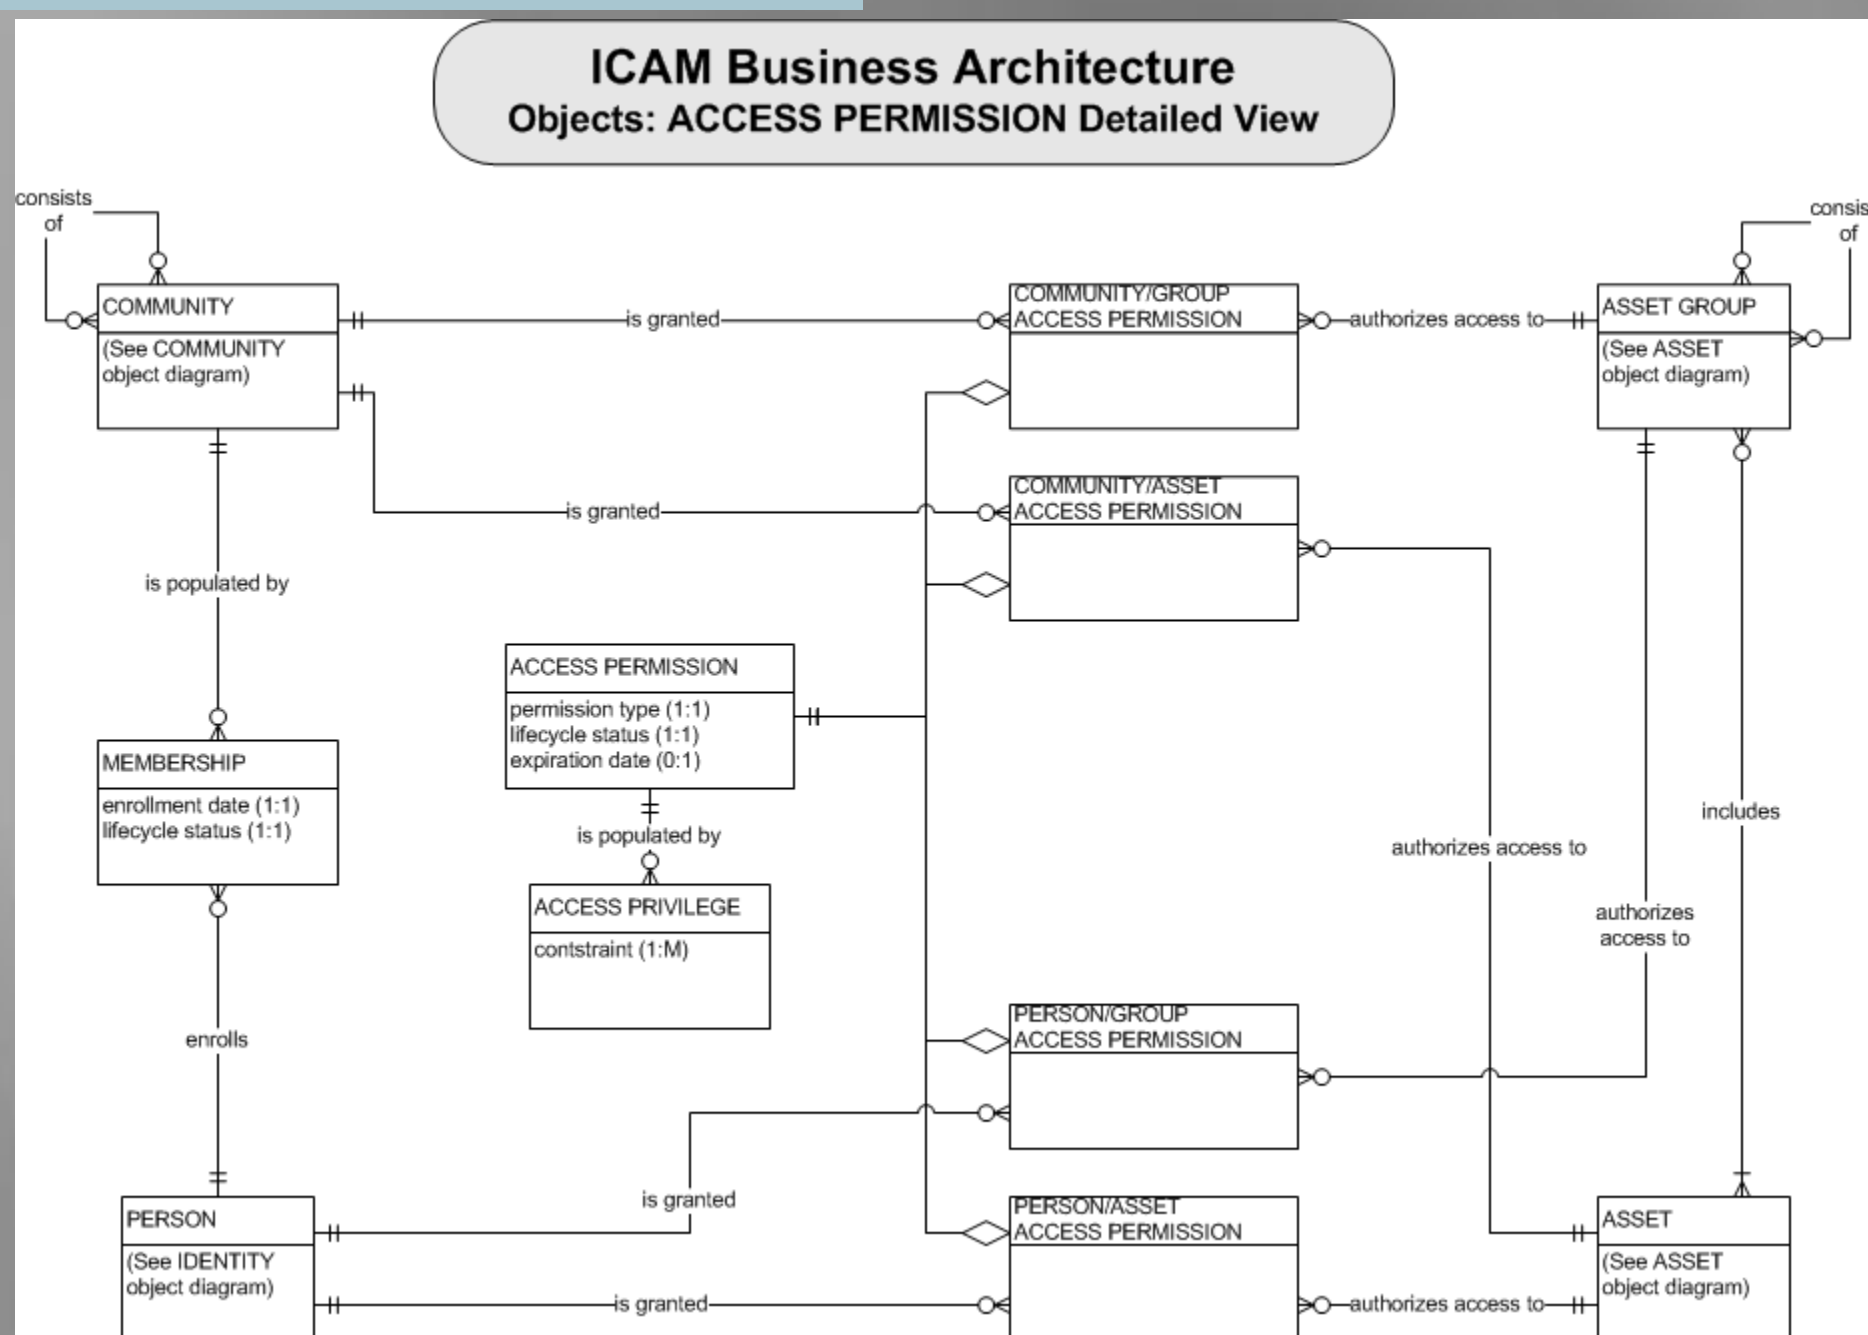 ICAM Business Architecture
Objects: ACCESS PERMISSION Detailed View
consists
of
consis
of
COMMUNITY
(See COMMUNITY
object diagram)
is granted
COMMUNITY/GROUP
ACCESS PERMISSION
authorizes access to
ASSET GROUP
(See ASSET
object diagram)
is granted
COMMUNITY/ASSET
ACCESS PERMISSION
is populated by
ACCESS PERMISSION
permission type (1:1)
lifecycle status (1:1)
expiration date (0:1)
MEMBERSHIP
enrollment date (1:1)
lifecycle status (1:1)
is populated by
includes
authorizes access to
ACCESS PRIVILEGE
contstraint (1:M)
authorizes
access to
enrolls
PERSON/GROUP
ACCESS PERMISSION
is granted
PERSON
(See IDENTITY
object diagram)
PERSON/ASSET
ACCESS PERMISSION
ASSET
(See ASSET
object diagram)
is granted
authorizes access to